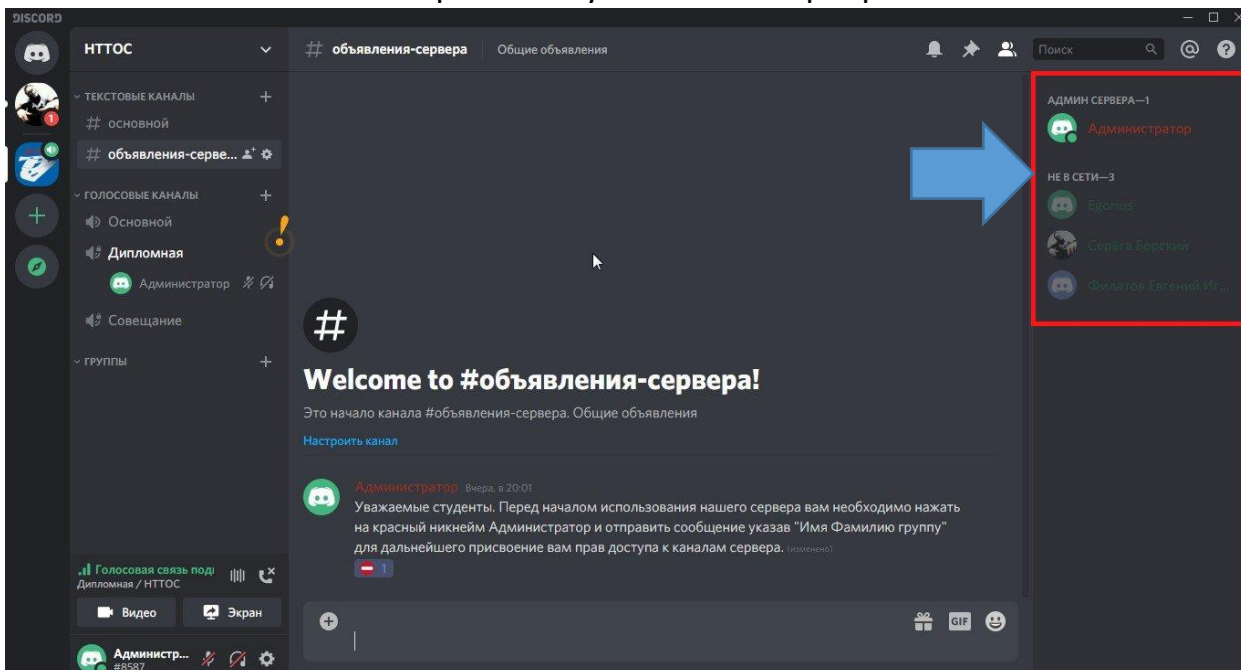 DISCORD
НТТОС
# объявления-сервера
Общие объявления
Поиск
ТЕКСТОВЫЕ КАНАЛЫ
# основной
# объявления-серве...
ГОЛОСОВЫЕ КАНАЛЫ
Основной
Дипломная
Администратор
Совещание
ГРУППЫ
1
Welcome to #объявления-сервера!
Это начало канала #объявления-сервера. Общие объявления
Настроить канал
Администратор Вчера, в 20:01
Уважаемые студенты. Перед началом использования нашего сервера вам необходимо нажать
на красный никнейм Администратор и отправить сообщение указав "Имя Фамилию группу"
для дальнейшего присвоение вам прав доступа к каналам сервера. (изменено)
1
GIF
АДМИН СЕРВЕРА—1
Администратор
НЕ В СЕТИ—3
Egorius
Серёга Борский
Филатов Евгений Иг...
Голосовая связь подк
Дипломная / НТТОС
Видео
Экран
Администр...
#8587